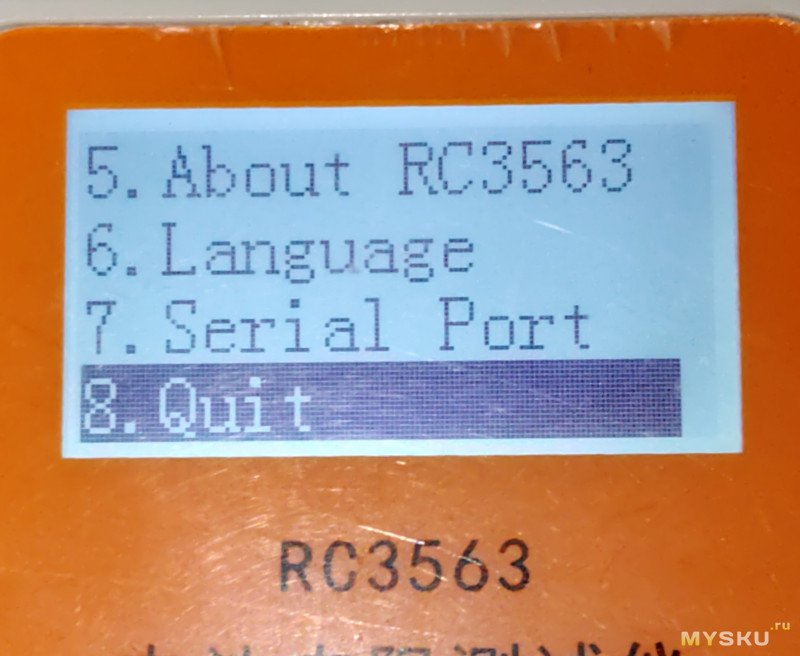 5.About RC3563
6.Language
7.Serial Port
8.Quit
RC3563
MYSKU.ru